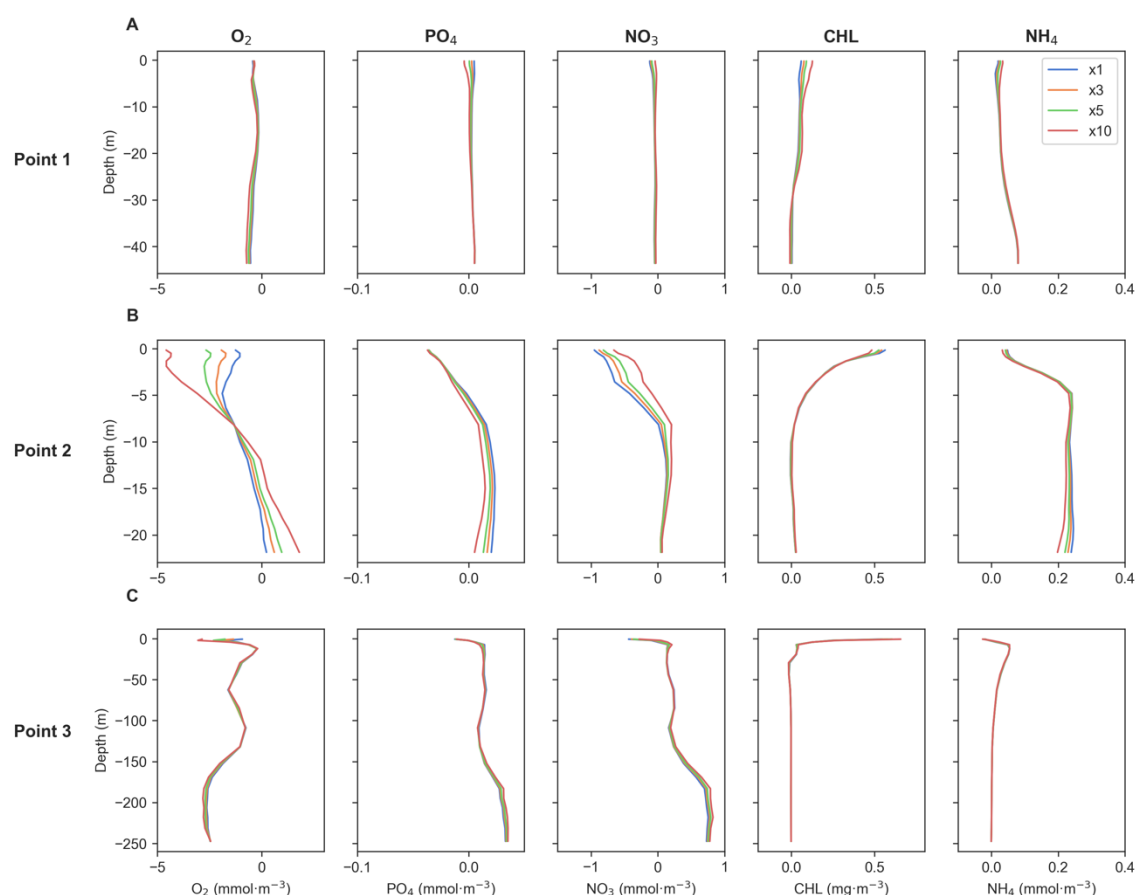 A
O₂ PO₄ NO₃ CHL NH₄
Point 1
Depth (m)
0
−10
−20
−30
−40
−5 0
−0.1 0.0
−1 0 1
0.0 0.5
0.0 0.2 0.4
x1
x3
x5
x10
B
Point 2
Depth (m)
0
−5
−10
−15
−20
−5 0
−0.1 0.0
−1 0 1
0.0 0.5
0.0 0.2 0.4
C
Point 3
Depth (m)
0
−50
−100
−150
−200
−250
−5 0
−0.1 0.0
−1 0 1
0.0 0.5
0.0 0.2 0.4
O₂ (mmol·m⁻³) PO₄ (mmol·m⁻³) NO₃ (mmol·m⁻³) CHL (mg·m⁻³) NH₄ (mmol·m⁻³)